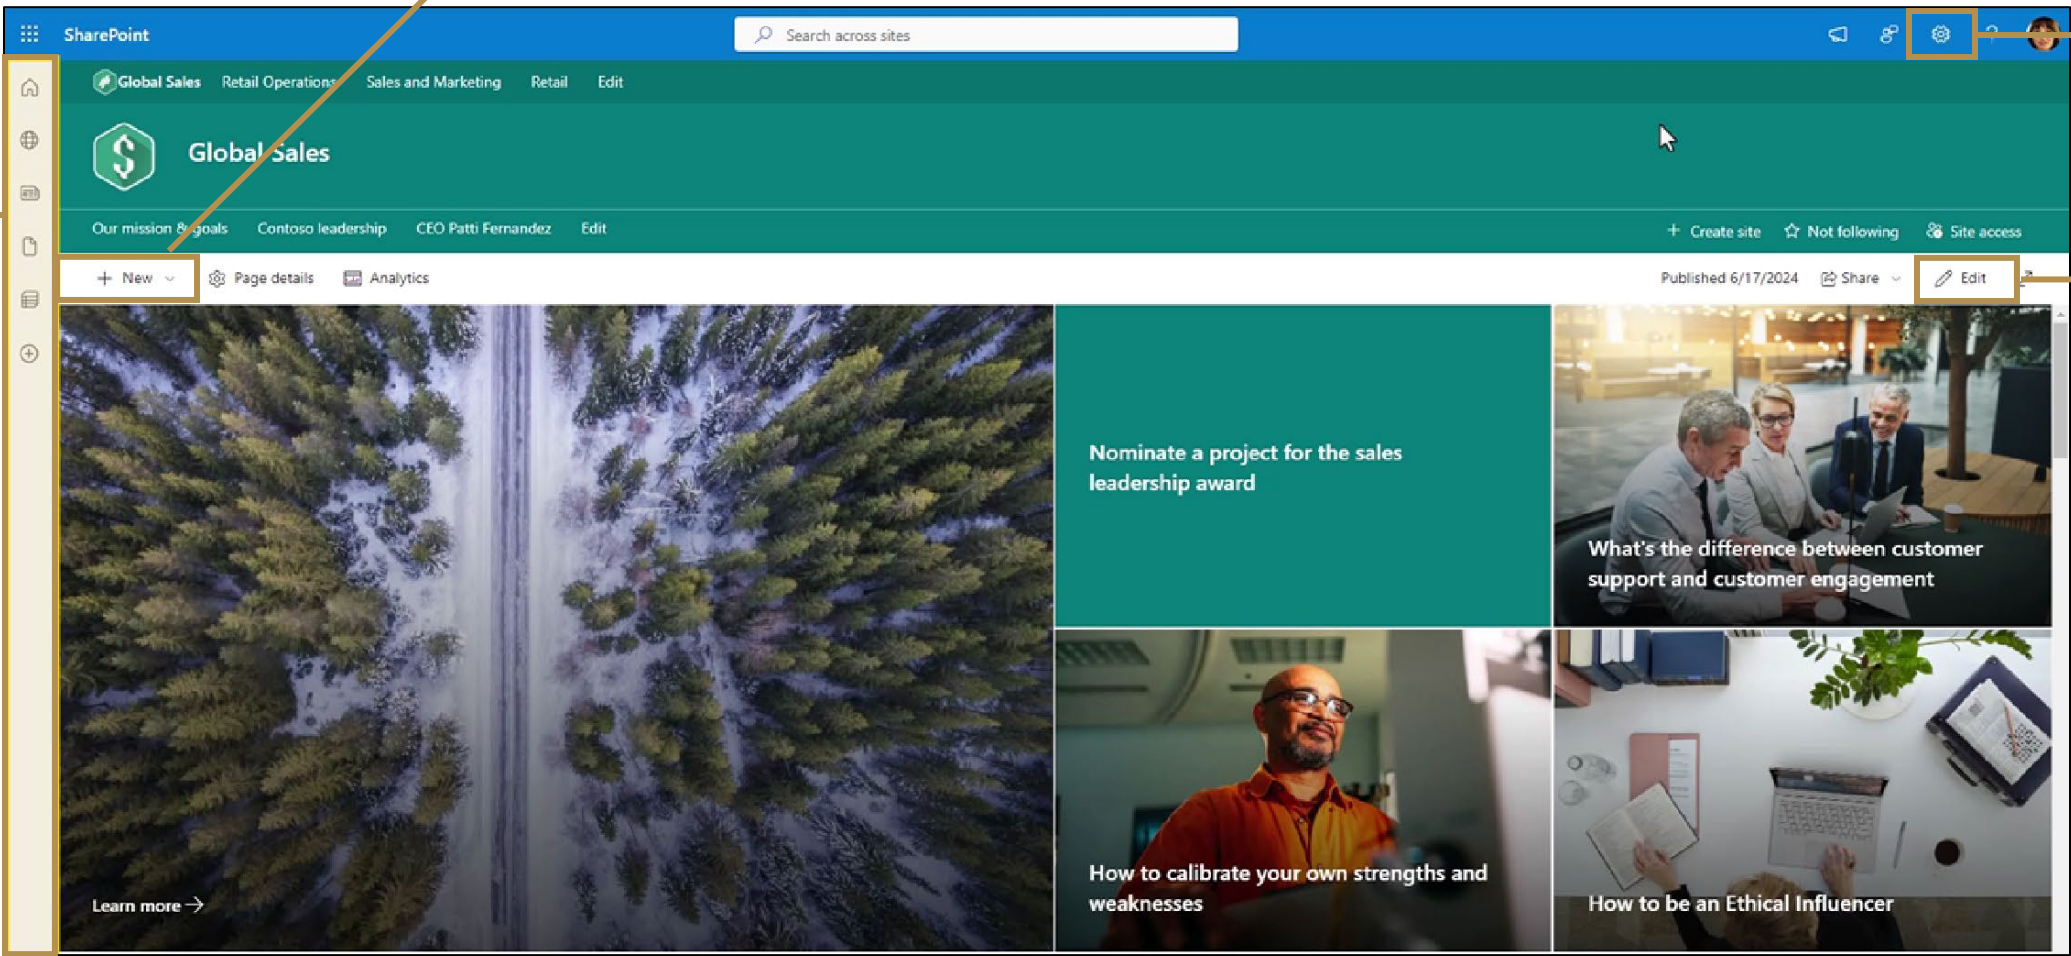 SharePoint
Search across sites
?
Global Sales Retail Operations Sales and Marketing Retail Edit
$
Global Sales
Our mission & goals Contoso leadership CEO Patti Fernandez Edit
+ Create site Not following Site access
+ New Page details Analytics
Published 6/17/2024 Share Edit
Nominate a project for the sales
leadership award
What's the difference between customer
support and customer engagement
Learn more →
How to calibrate your own strengths and
weaknesses
How to be an Ethical Influencer